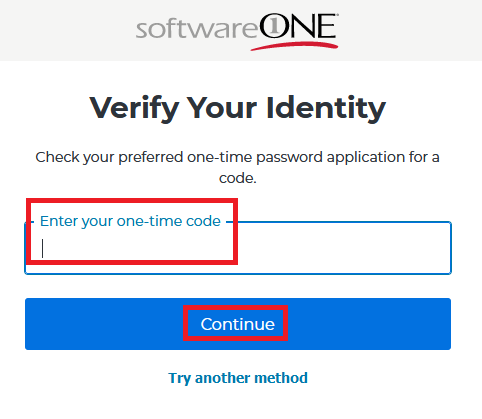 softwareONE
Verify Your Identity
Check your preferred one-time password application for a
code.
Enter your one-time code
Continue
Try another method